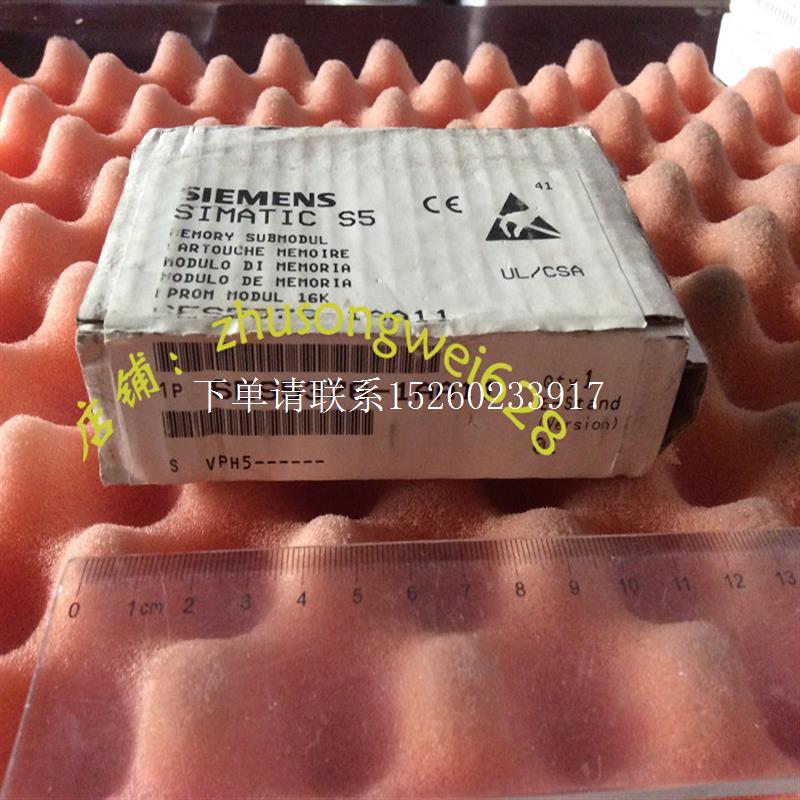 SIEMENS
SIMATIC S5
41
UL/CSA
MEMORY SUBMODUL
CARTOUCHE MEMOIRE
MODULO DI MEMORIA
MODULO DE MEMORIA
EPROM MODUL 16K
店铺：zhusongwei628
下单请联系15260233917
1P
Stand
(Version)
S VPH5------
0 1cm 2 3 4 5 6 7 8 9 10 11 12 13